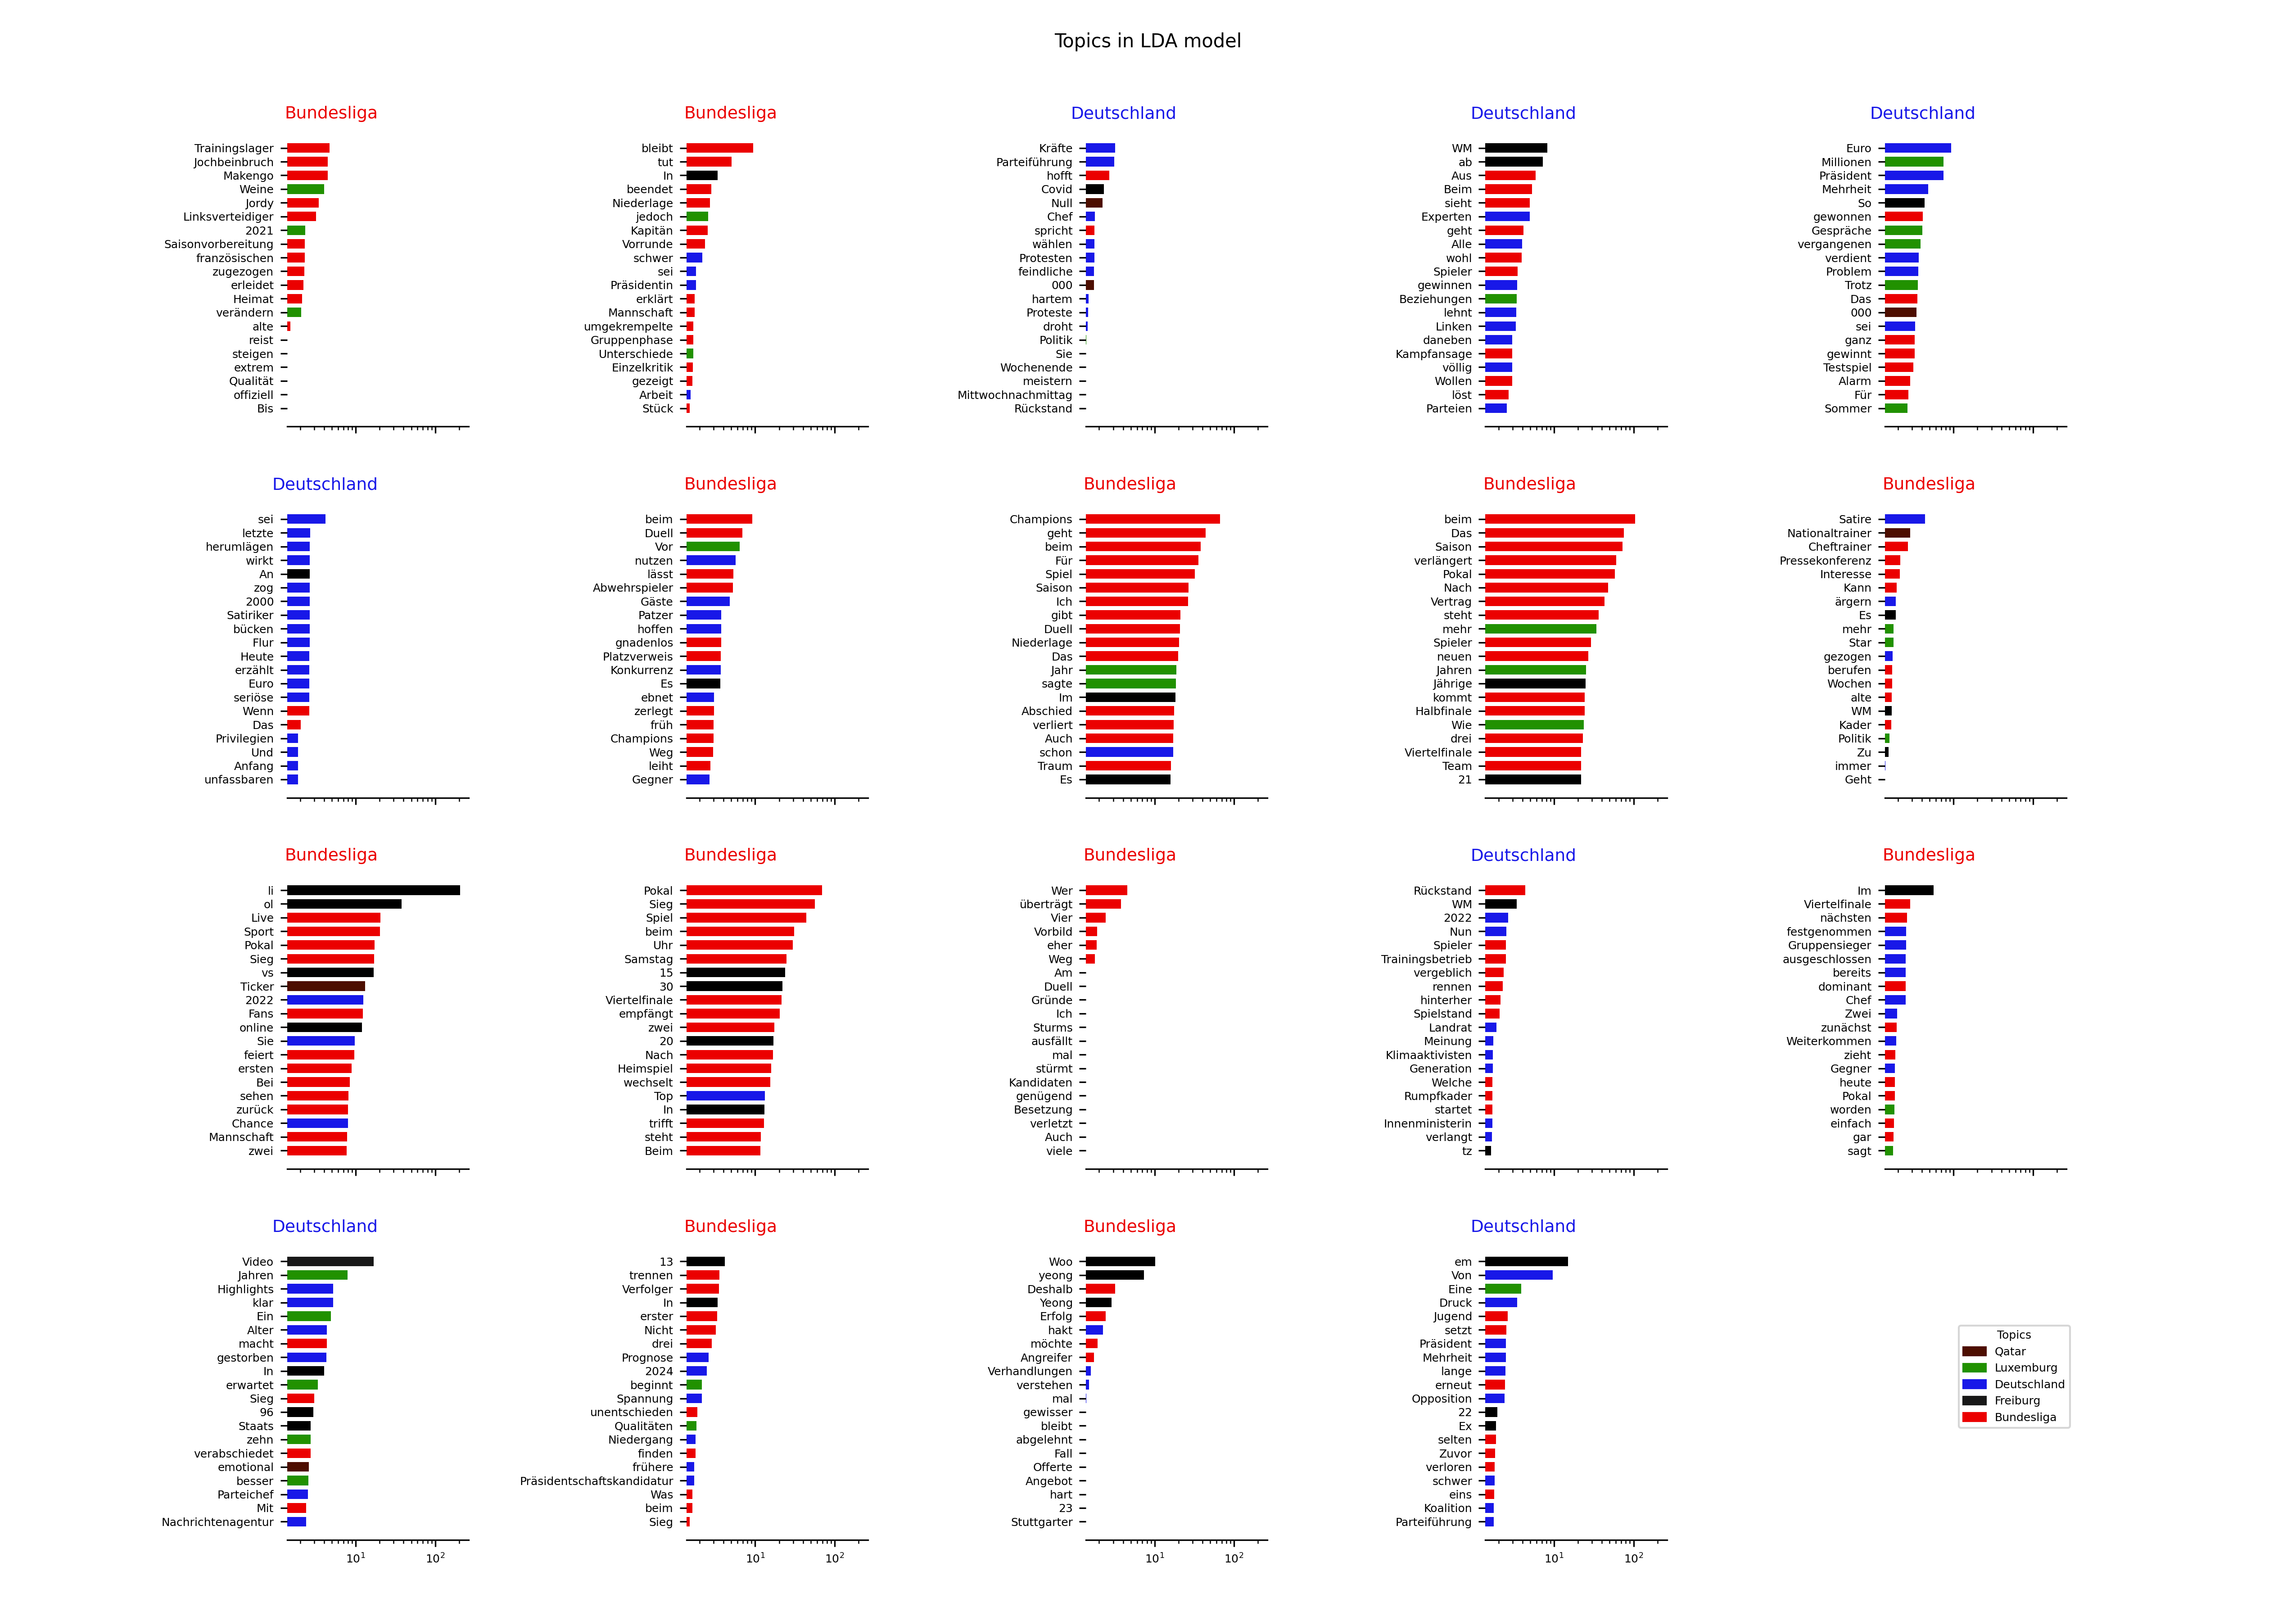 Topics in LDA model
Bundesliga
Trainingslager
Jochbeinbruch
Makengo
Weine
Jordy
Linksverteidiger
2021
Saisonvorbereitung
französischen
zugezogen
erleidet
Heimat
verändern
alte
reist
steigen
extrem
Qualität
offiziell
Bis
Bundesliga
bleibt
tut
In
beendet
Niederlage
jedoch
Kapitän
Vorrunde
schwer
sei
Präsidentin
erklärt
Mannschaft
umgekrempelte
Gruppenphase
Unterschiede
Einzelkritik
gezeigt
Arbeit
Stück
Deutschland
Kräfte
Parteiführung
hofft
Covid
Null
Chef
spricht
wählen
Protesten
feindliche
000
hartem
Proteste
droht
Politik
Sie
Wochenende
meistern
Mittwochnachmittag
Rückstand
Deutschland
WM
ab
Aus
Beim
sieht
Experten
geht
Alle
wohl
Spieler
gewinnen
Beziehungen
lehnt
Linken
daneben
Kampfansage
völlig
Wollen
löst
Parteien
Deutschland
Euro
Millionen
Präsident
Mehrheit
So
gewonnen
Gespräche
vergangenen
verdient
Problem
Trotz
Das
000
sei
ganz
gewinnt
Testspiel
Alarm
Für
Sommer
Deutschland
sei
letzte
herumlägen
wirkt
An
zog
2000
Satiriker
bücken
Flur
Heute
erzählt
Euro
seriöse
Wenn
Das
Privilegien
Und
Anfang
unfassbaren
Bundesliga
beim
Duell
Vor
nutzen
lässt
Abwehrspieler
Gäste
Patzer
hoffen
gnadenlos
Platzverweis
Konkurrenz
Es
ebnet
zerlegt
früh
Champions
Weg
leiht
Gegner
Bundesliga
Champions
geht
beim
Für
Spiel
Saison
Ich
gibt
Duell
Niederlage
Das
Jahr
sagte
Im
Abschied
verliert
Auch
schon
Traum
Es
Bundesliga
beim
Das
Saison
verlängert
Pokal
Nach
Vertrag
steht
mehr
Spieler
neuen
Jahren
Jährige
kommt
Halbfinale
Wie
drei
Viertelfinale
Team
21
Bundesliga
Satire
Nationaltrainer
Cheftrainer
Pressekonferenz
Interesse
Kann
ärgern
Es
mehr
Star
gezogen
berufen
Wochen
alte
WM
Kader
Politik
Zu
immer
Geht
Bundesliga
li
ol
Live
Sport
Pokal
Sieg
vs
Ticker
2022
Fans
online
Sie
feiert
ersten
Bei
sehen
zurück
Chance
Mannschaft
zwei
Bundesliga
Pokal
Sieg
Spiel
beim
Uhr
Samstag
15
30
Viertelfinale
empfängt
zwei
20
Nach
Heimspiel
wechselt
Top
In
trifft
steht
Beim
Bundesliga
Wer
überträgt
Vier
Vorbild
eher
Weg
Am
Duell
Gründe
Ich
Sturms
ausfällt
mal
stürmt
Kandidaten
genügend
Besetzung
verletzt
Auch
viele
Deutschland
Rückstand
WM
2022
Nun
Spieler
Trainingsbetrieb
vergeblich
rennen
hinterher
Spielstand
Landrat
Meinung
Klimaaktivisten
Generation
Welche
Rumpfkader
startet
Innenministerin
verlangt
tz
Bundesliga
Im
Viertelfinale
nächsten
festgenommen
Gruppensieger
ausgeschlossen
bereits
dominant
Chef
Zwei
zunächst
Weiterkommen
zieht
Gegner
heute
Pokal
worden
einfach
gar
sagt
Deutschland
Video
Jahren
Highlights
klar
Ein
Alter
macht
gestorben
In
erwartet
Sieg
96
Staats
zehn
verabschiedet
emotional
besser
Parteichef
Mit
Nachrichtenagentur
10¹ 10²
Bundesliga
13
trennen
Verfolger
In
erster
Nicht
drei
Prognose
2024
beginnt
Spannung
unentschieden
Qualitäten
Niedergang
finden
frühere
Präsidentschaftskandidatur
Was
beim
Sieg
10¹ 10²
Bundesliga
Woo
yeong
Deshalb
Yeong
Erfolg
hakt
möchte
Angreifer
Verhandlungen
verstehen
mal
gewisser
bleibt
abgelehnt
Fall
Offerte
Angebot
hart
23
Stuttgarter
10¹ 10²
Deutschland
em
Von
Eine
Druck
Jugend
setzt
Präsident
Mehrheit
lange
erneut
Opposition
22
Ex
selten
Zuvor
verloren
schwer
eins
Koalition
Parteiführung
10¹ 10²
Topics
Qatar
Luxemburg
Deutschland
Freiburg
Bundesliga